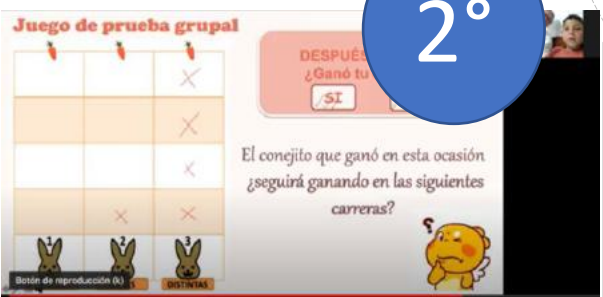 Juego de prueba grupal
2°
DESPUÉS
¿Ganó tu
SI
El conejito que ganó en esta ocasión
¿seguirá ganando en las siguientes
carreras?
1 2 3
Botón de reproducción (k)
DISTINTAS